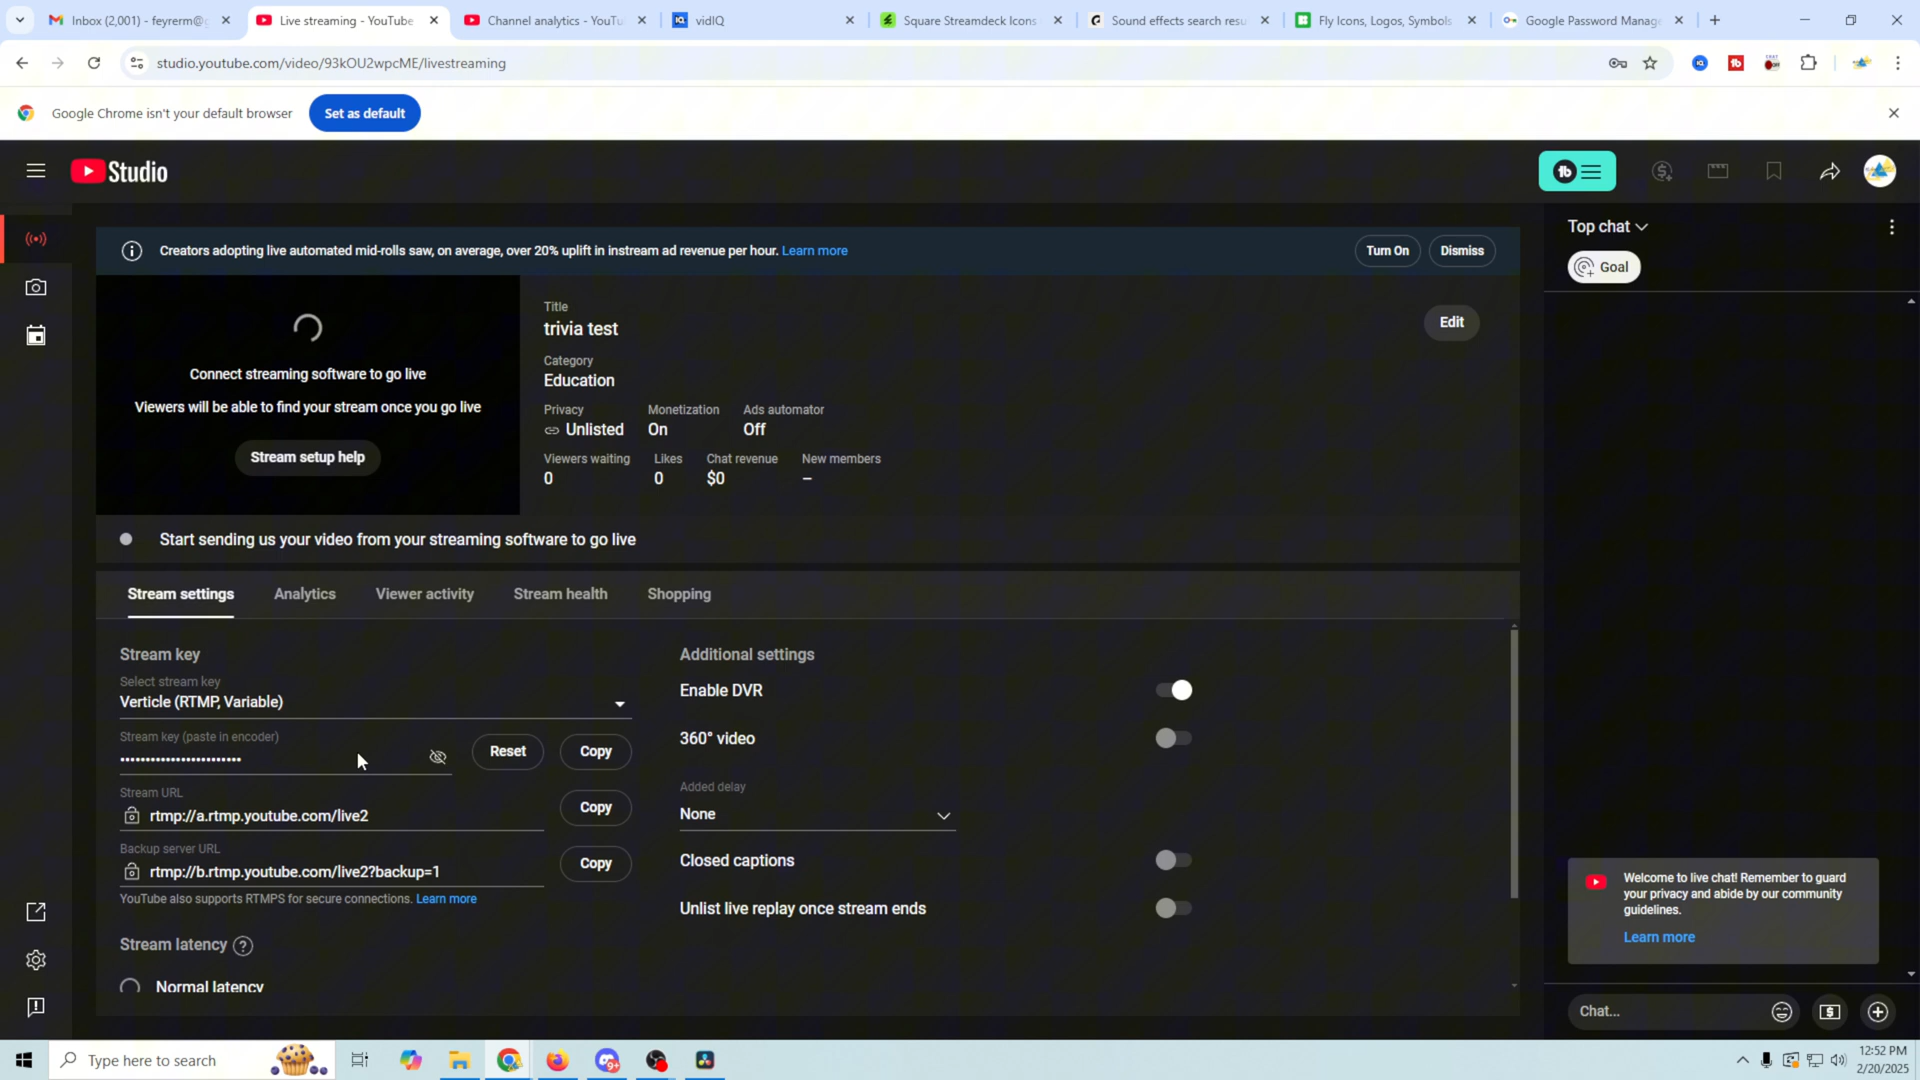 Inbox (2,001) - feyrerm@g
Live streaming - YouTube
Channel analytics - YouTu
vidIQ
Square Streamdeck Icons
Sound effects search resu
Fly Icons, Logos, Symbols
Google Password Manage
studio.youtube.com/video/93kOU2wpcME/livestreaming
Google Chrome isn't your default browser
Set as default
Studio
Creators adopting live automated mid-rolls saw, on average, over 20% uplift in instream ad revenue per hour. Learn more
Turn On
Dismiss
Top chat
Goal
Connect streaming software to go live
Viewers will be able to find your stream once you go live
Stream setup help
Title
trivia test
Edit
Category
Education
Privacy Monetization Ads automator
Unlisted On Off
Viewers waiting Likes Chat revenue New members
0 0 $0 –
Start sending us your video from your streaming software to go live
Stream settings Analytics Viewer activity Stream health Shopping
Stream key
Select stream key
Verticle (RTMP, Variable)
Stream key (paste in encoder)
••••••••••••••••••••••••
Reset
Copy
Stream URL
rtmp://a.rtmp.youtube.com/live2
Copy
Backup server URL
rtmp://b.rtmp.youtube.com/live2?backup=1
Copy
YouTube also supports RTMPS for secure connections. Learn more
Stream latency
Normal latency
Additional settings
Enable DVR
360° video
Added delay
None
Closed captions
Unlist live replay once stream ends
Welcome to live chat! Remember to guard
your privacy and abide by our community
guidelines.
Learn more
Chat...
Type here to search
12:52 PM
2/20/2025